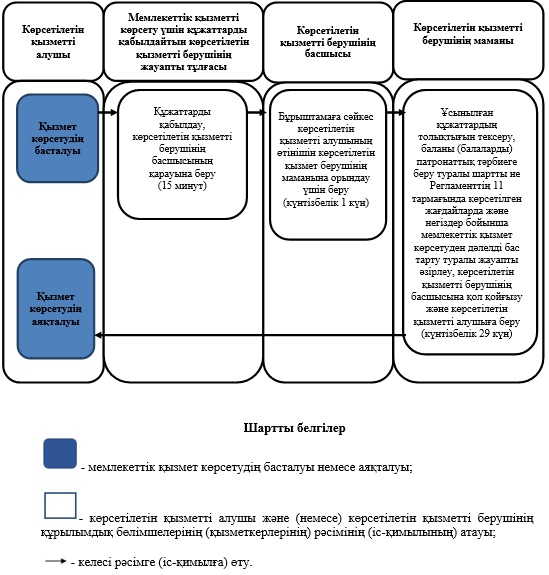 Көрсетілетін
қызметті
алушы
Мемлекеттік қызметті
көрсету үшін құжаттарды
қабылдайтын көрсетілетін
қызметті берушінің
жауапты тұлғасы
Көрсетілетін
қызметті берушінің
басшысы
Көрсетілетін қызметті
берушінің маманы
Қызмет
көрсетудің
басталуы
Құжаттарды
қабылдау,
көрсетілетін қызметті
берушінің
басшысының
қарауына беру
(15 минут)
Бұрыштамаға сәйкес
көрсетілетін
қызметті алушының
өтінішін көрсетілетін
қызмет берушінің
маманына орындау
үшін беру
(күнтізбелік 1 күн)
Ұсынылған
құжаттардың
толықтығын тексеру,
баланы (балаларды)
патронаттық тәрбиеге
беру туралы шартты не
Регламенттің 11
тармағында көрсетілген
жағдайларда және
негіздер бойынша
мемлекеттік қызмет
көрсетуден дәлелді бас
тарту туралы жауапты
әзірлеу, көрсетілетін
қызметті берушінің
басшысына қол қойғызу
және көрсетілетін
қызметті алушыға беру
(күнтізбелік 29 күн)
Қызмет
көрсетудің
аяқталуы
Шартты белгілер
- мемлекеттік қызмет көрсетудің басталуы немесе аяқталуы;
- көрсетілетін қызметті алушы және (немесе) көрсетілетін қызметті берушінің
құрылымдық бөлімшелерінің (қызметкерлерінің) рәсімінің (іс-қимылының) атауы;
- келесі рәсімге (іс-қимылға) өту.